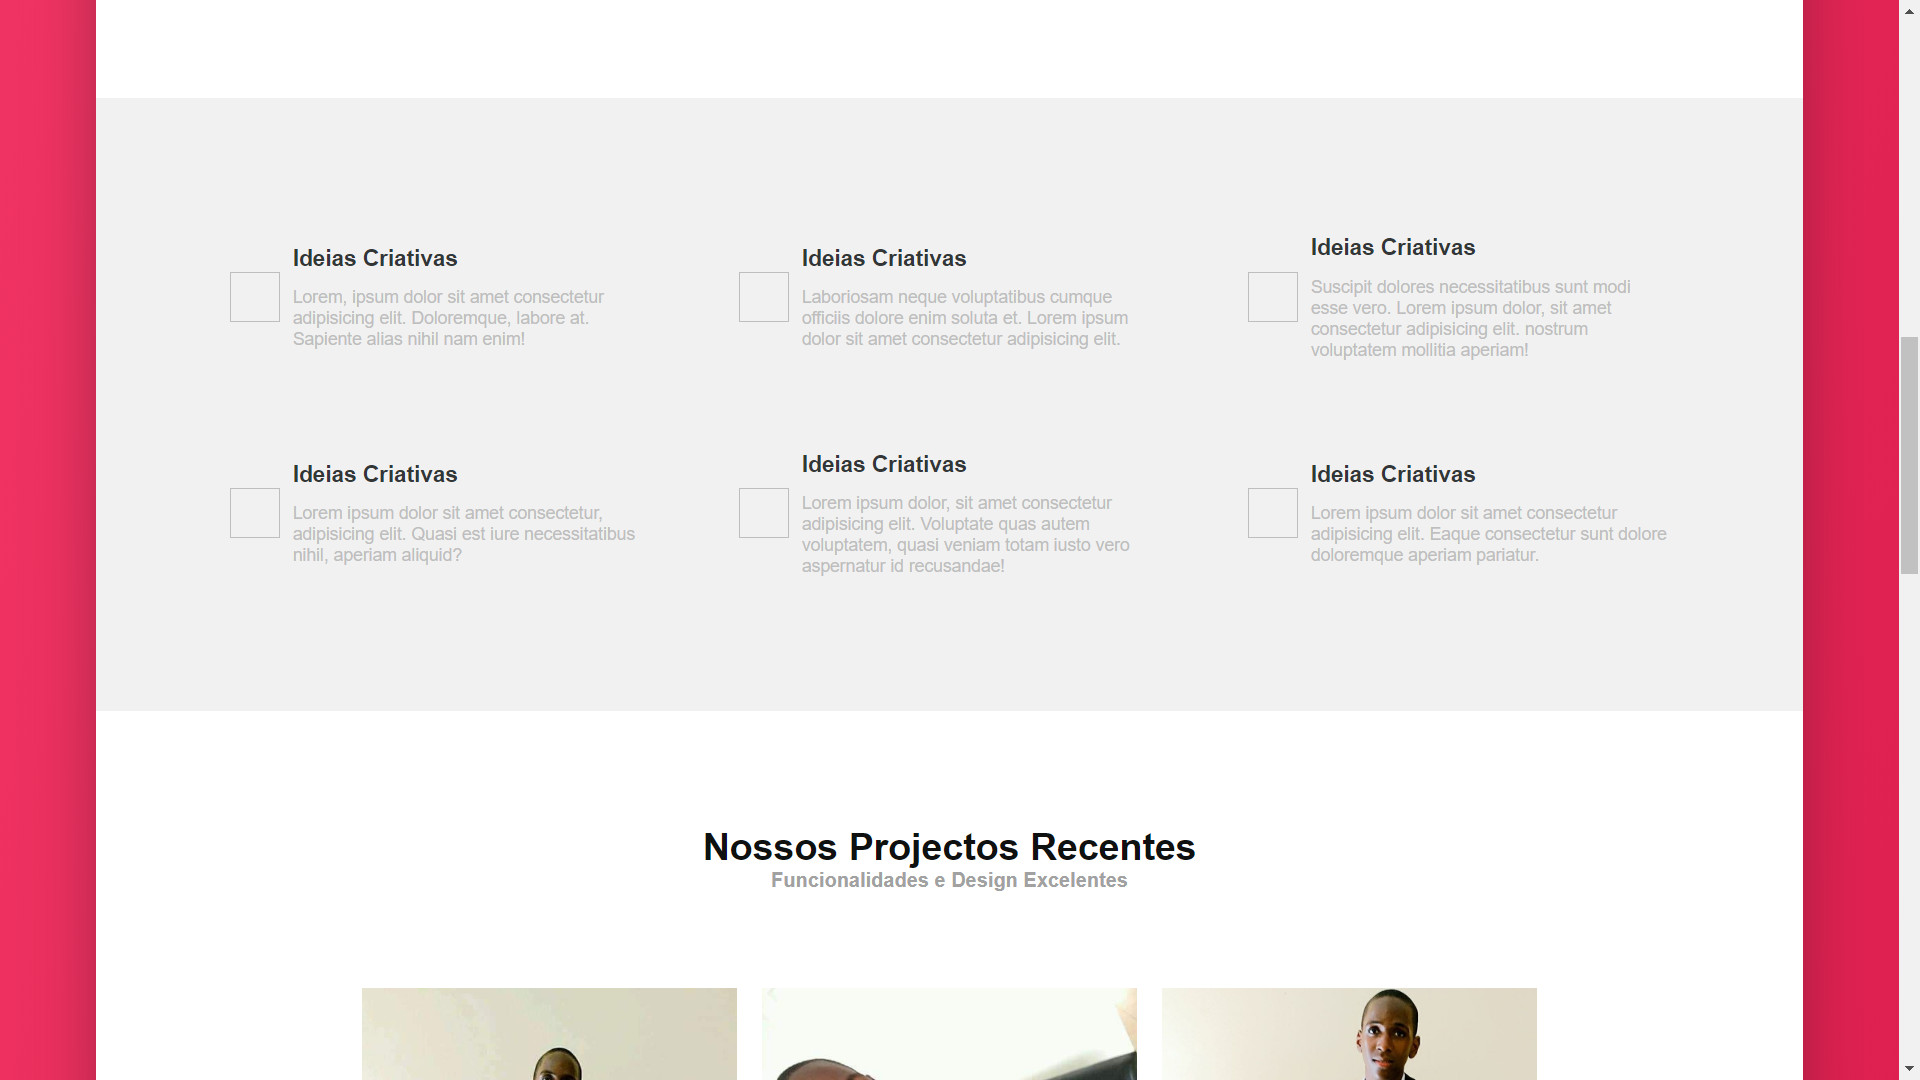 Ideias Criativas
Lorem, ipsum dolor sit amet consectetur
adipisicing elit. Doloremque, labore at.
Sapiente alias nihil nam enim!
Ideias Criativas
Laboriosam neque voluptatibus cumque
officiis dolore enim soluta et. Lorem ipsum
dolor sit amet consectetur adipisicing elit.
Ideias Criativas
Suscipit dolores necessitatibus sunt modi
esse vero. Lorem ipsum dolor, sit amet
consectetur adipisicing elit. nostrum
voluptatem mollitia aperiam!
Ideias Criativas
Lorem ipsum dolor sit amet consectetur,
adipisicing elit. Quasi est iure necessitatibus
nihil, aperiam aliquid?
Ideias Criativas
Lorem ipsum dolor, sit amet consectetur
adipisicing elit. Voluptate quas autem
voluptatem, quasi veniam totam iusto vero
aspernatur id recusandae!
Ideias Criativas
Lorem ipsum dolor sit amet consectetur
adipisicing elit. Eaque consectetur sunt dolore
doloremque aperiam pariatur.
Nossos Projectos Recentes
Funcionalidades e Design Excelentes